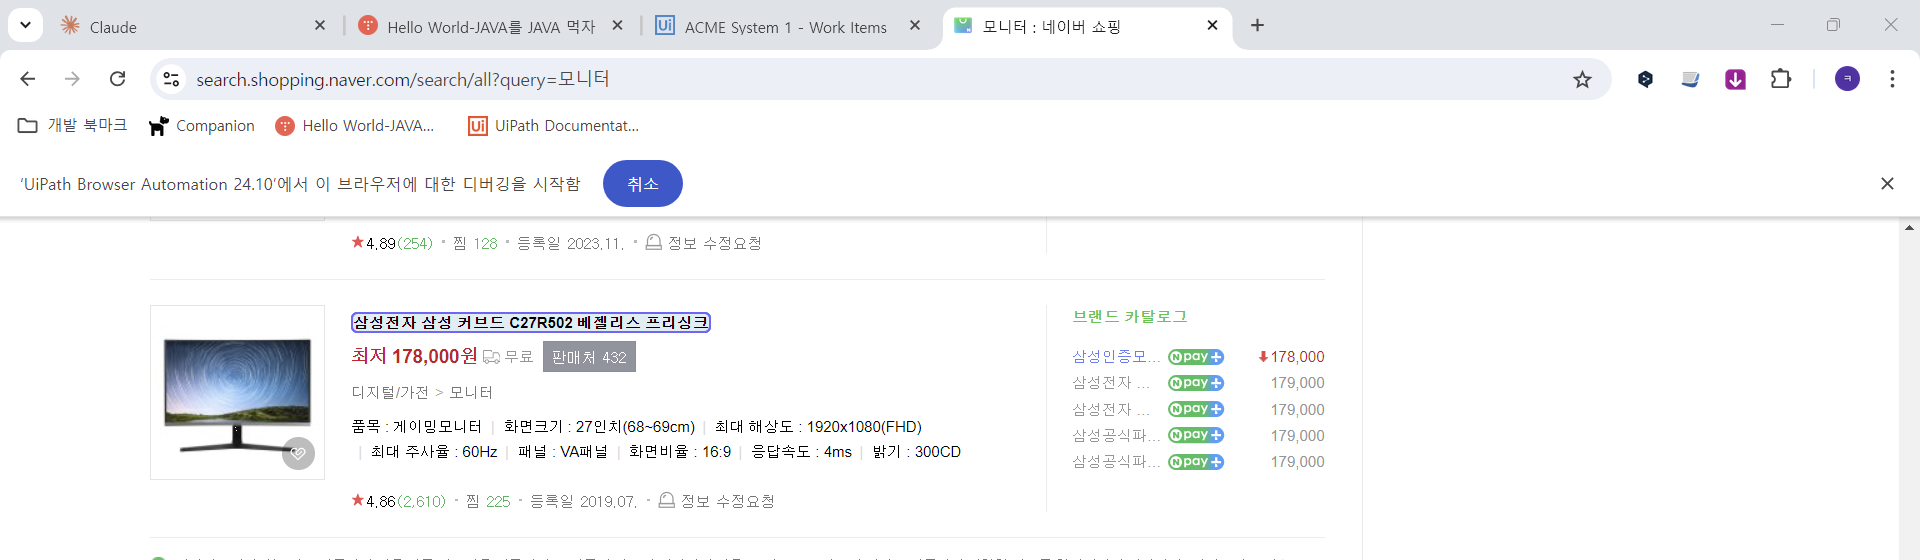 Claude
Hello World-JAVA를 JAVA 먹자
ACME System 1 - Work Items
모니터 : 네이버 쇼핑
search.shopping.naver.com/search/all?query=모니터
ㅋ
개발 북마크
Companion
Hello World-JAVA...
UiPath Documentat...
'UiPath Browser Automation 24.10'에서 이 브라우저에 대한 디버깅을 시작함
취소
★4.89(254) · 찜 128 · 등록일 2023.11. · 정보 수정요청
삼성전자 삼성 커브드 C27R502 베젤리스 프리싱크
최저 178,000원 무료 판매처 432
디지털/가전 > 모니터
품목 : 게이밍모니터 | 화면크기 : 27인치(68~69cm) | 최대 해상도 : 1920x1080(FHD)
| 최대 주사율 : 60Hz | 패널 : VA패널 | 화면비율 : 16:9 | 응답속도 : 4ms | 밝기 : 300CD
★4.86(2,610) · 찜 225 · 등록일 2019.07. · 정보 수정요청
브랜드 카탈로그
삼성인증모... N pay+ 178,000
삼성전자 ... N pay+ 179,000
삼성전자 ... N pay+ 179,000
삼성공식파... N pay+ 179,000
삼성공식파... N pay+ 179,000